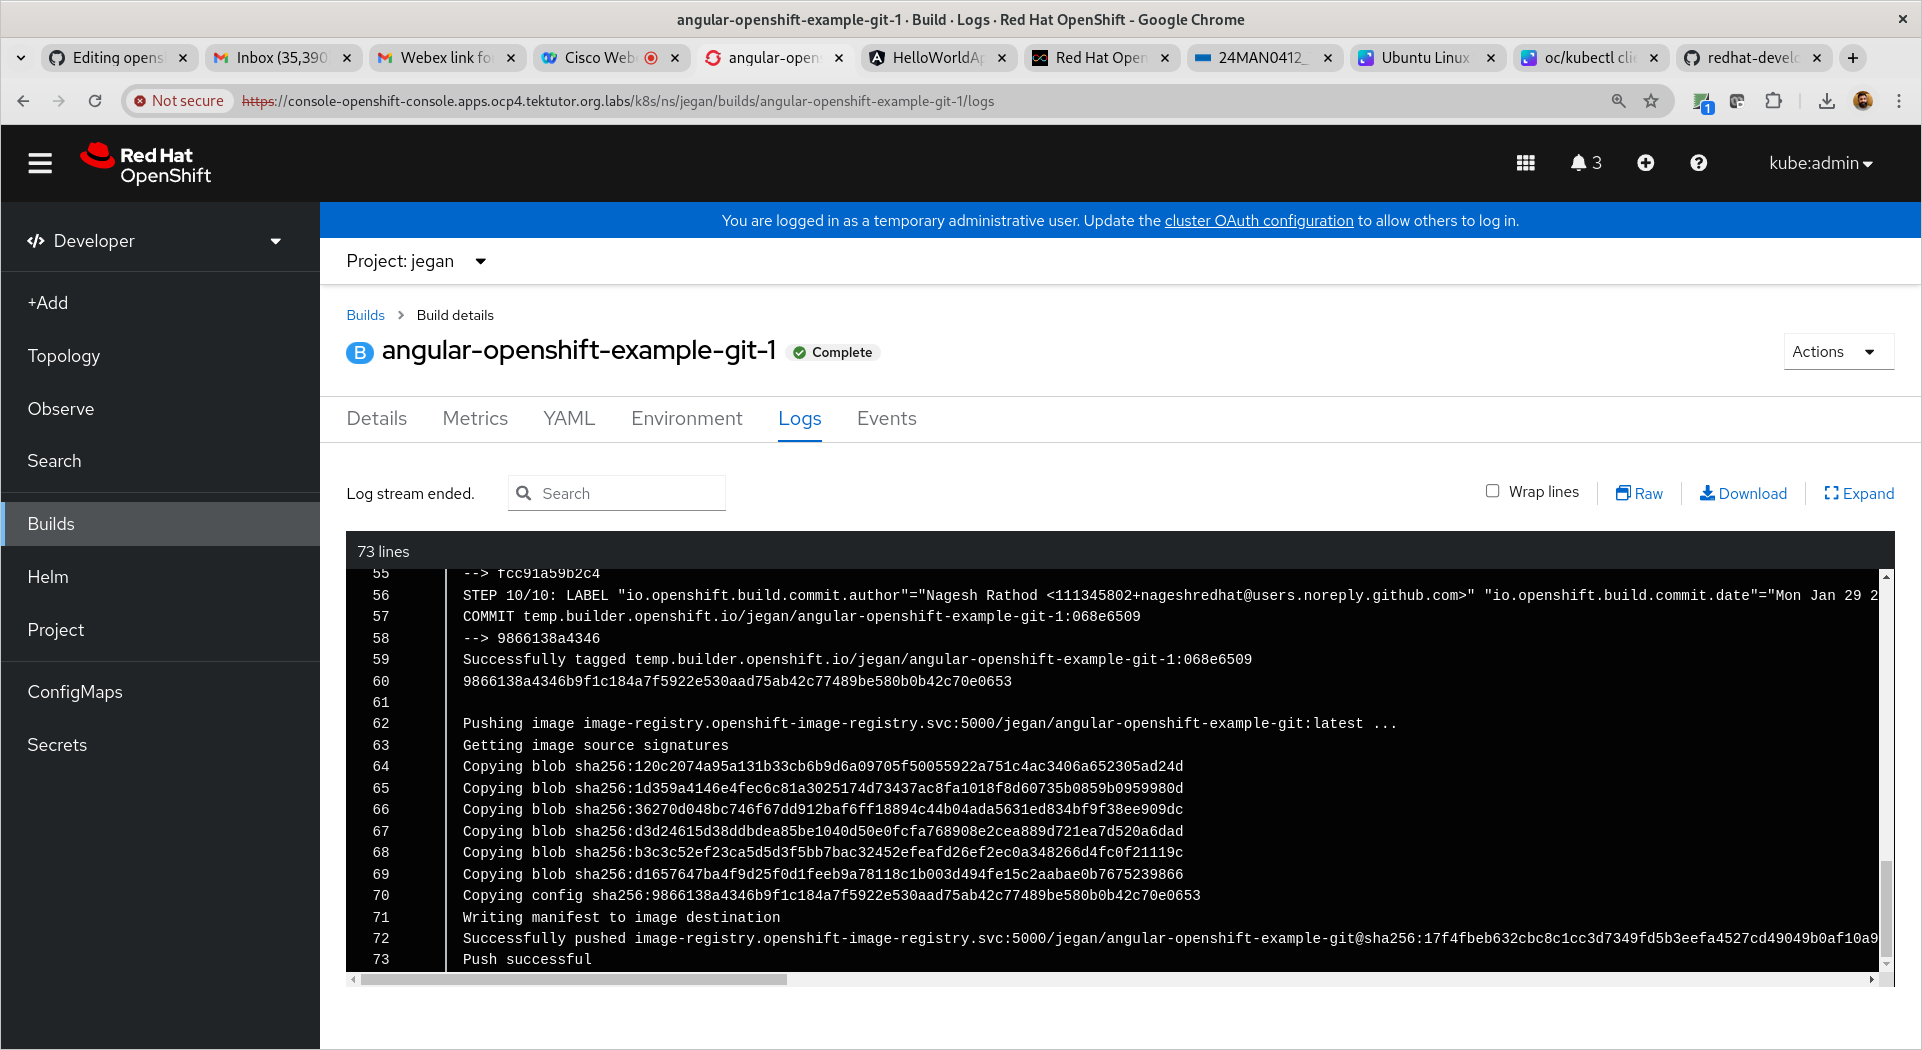 angular-openshift-example-git-1 · Build · Logs · Red Hat OpenShift - Google Chrome
Editing opens
Inbox (35,390
Webex link fo
Cisco Web
angular-open
HelloWorldA
Red Hat Open
24MAN0412_
Ubuntu Linux
oc/kubectl cli
redhat-devel
Not secure https://console-openshift-console.apps.ocp4.tektutor.org.labs/k8s/ns/jegan/builds/angular-openshift-example-git-1/logs
1
Red Hat
OpenShift
3
kube:admin
Developer
+Add
Topology
Observe
Search
Builds
Helm
Project
ConfigMaps
Secrets
You are logged in as a temporary administrative user. Update the cluster OAuth configuration to allow others to log in.
Project: jegan
Builds Build details
B angular-openshift-example-git-1 Complete
Actions
Details Metrics YAML Environment Logs Events
Log stream ended. Search Wrap lines Raw Download Expand
73 lines
55 --> fcc91a59b2c4
56 STEP 10/10: LABEL "io.openshift.build.commit.author"="Nagesh Rathod <111345802+nageshredhat@users.noreply.github.com>" "io.openshift.build.commit.date"="Mon Jan 29 2
57 COMMIT temp.builder.openshift.io/jegan/angular-openshift-example-git-1:068e6509
58 --> 9866138a4346
59 Successfully tagged temp.builder.openshift.io/jegan/angular-openshift-example-git-1:068e6509
60 9866138a4346b9f1c184a7f5922e530aad75ab42c77489be580b0b42c70e0653
61
62 Pushing image image-registry.openshift-image-registry.svc:5000/jegan/angular-openshift-example-git:latest ...
63 Getting image source signatures
64 Copying blob sha256:120c2074a95a131b33cb6b9d6a09705f50055922a751c4ac3406a652305ad24d
65 Copying blob sha256:1d359a4146e4fec6c81a3025174d73437ac8fa1018f8d60735b0859b0959980d
66 Copying blob sha256:36270d048bc746f67dd912baf6ff18894c44b04ada5631ed834bf9f38ee909dc
67 Copying blob sha256:d3d24615d38ddbdea85be1040d50e0fcfa768908e2cea889d721ea7d520a6dad
68 Copying blob sha256:b3c3c52ef23ca5d5d3f5bb7bac32452efeafd26ef2ec0a348266d4fc0f21119c
69 Copying blob sha256:d1657647ba4f9d25f0d1feeb9a78118c1b003d494fe15c2aabae0b7675239866
70 Copying config sha256:9866138a4346b9f1c184a7f5922e530aad75ab42c77489be580b0b42c70e0653
71 Writing manifest to image destination
72 Successfully pushed image-registry.openshift-image-registry.svc:5000/jegan/angular-openshift-example-git@sha256:17f4fbeb632cbc8c1cc3d7349fd5b3eefa4527cd49049b0af10a9
73 Push successful